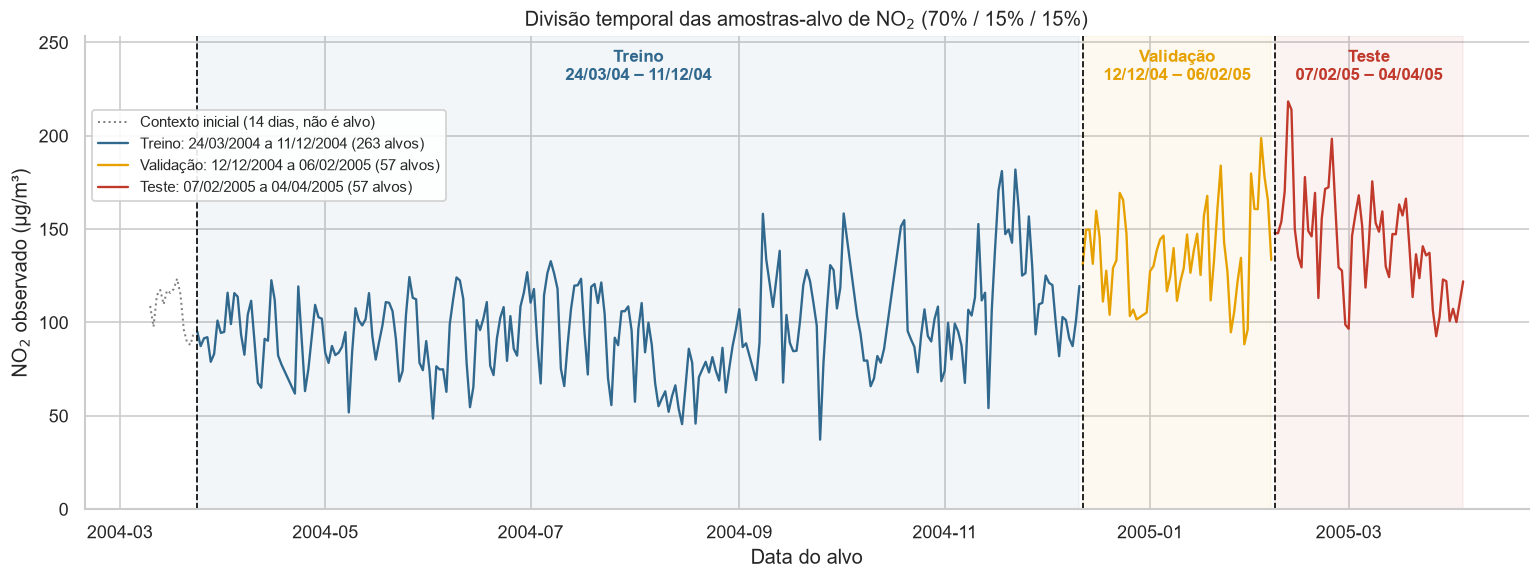 Divisão temporal das amostras-alvo de NO₂ (70% / 15% / 15%)
Treino
24/03/04 – 11/12/04
Validação
12/12/04 – 06/02/05
Teste
07/02/05 – 04/04/05
Contexto inicial (14 dias, não é alvo)
Treino: 24/03/2004 a 11/12/2004 (263 alvos)
Validação: 12/12/2004 a 06/02/2005 (57 alvos)
Teste: 07/02/2005 a 04/04/2005 (57 alvos)
NO₂ observado (µg/m³)
250
200
150
100
50
0
2004-03
2004-05
2004-07
2004-09
2004-11
2005-01
2005-03
Data do alvo